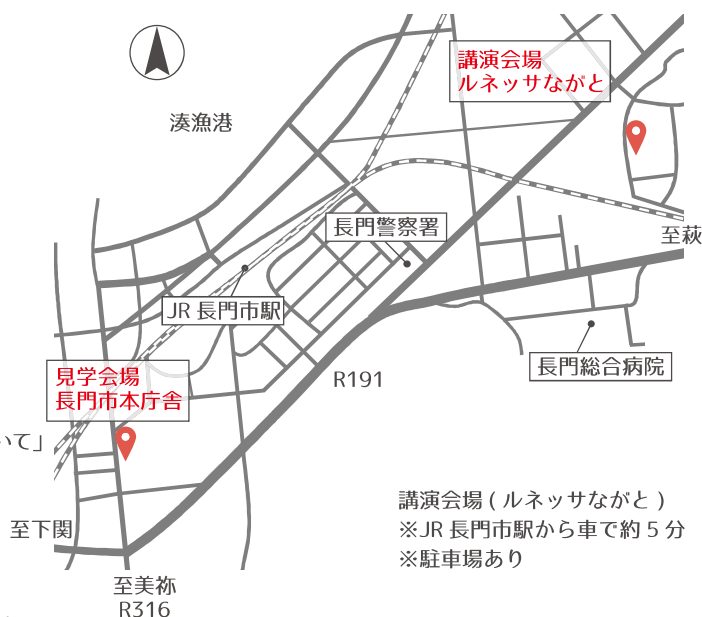 講演会場
ルネッサながと
湊漁港
長門警察署
至萩
JR 長門市駅
長門総合病院
見学会場
長門市本庁舎
R191
いて」
講演会場 ( ルネッサながと )
※JR 長門市駅から車で約 5 分
※駐車場あり
至下関
至美祢
R316